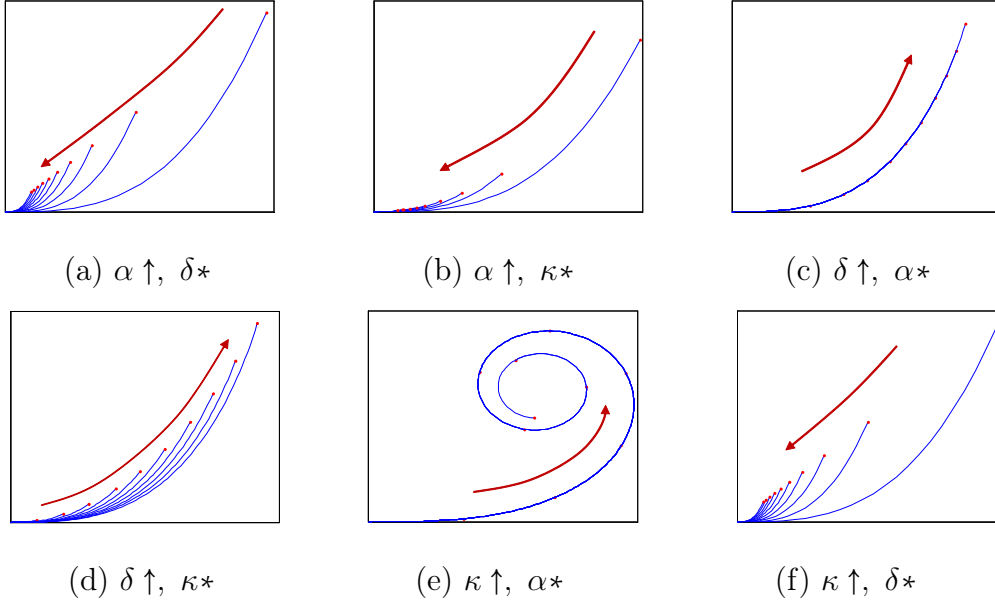 (a) α ↑, δ∗
(b) α ↑, κ∗
(c) δ ↑, α∗
(d) δ ↑, κ∗
(e) κ ↑, α∗
(f) κ ↑, δ∗